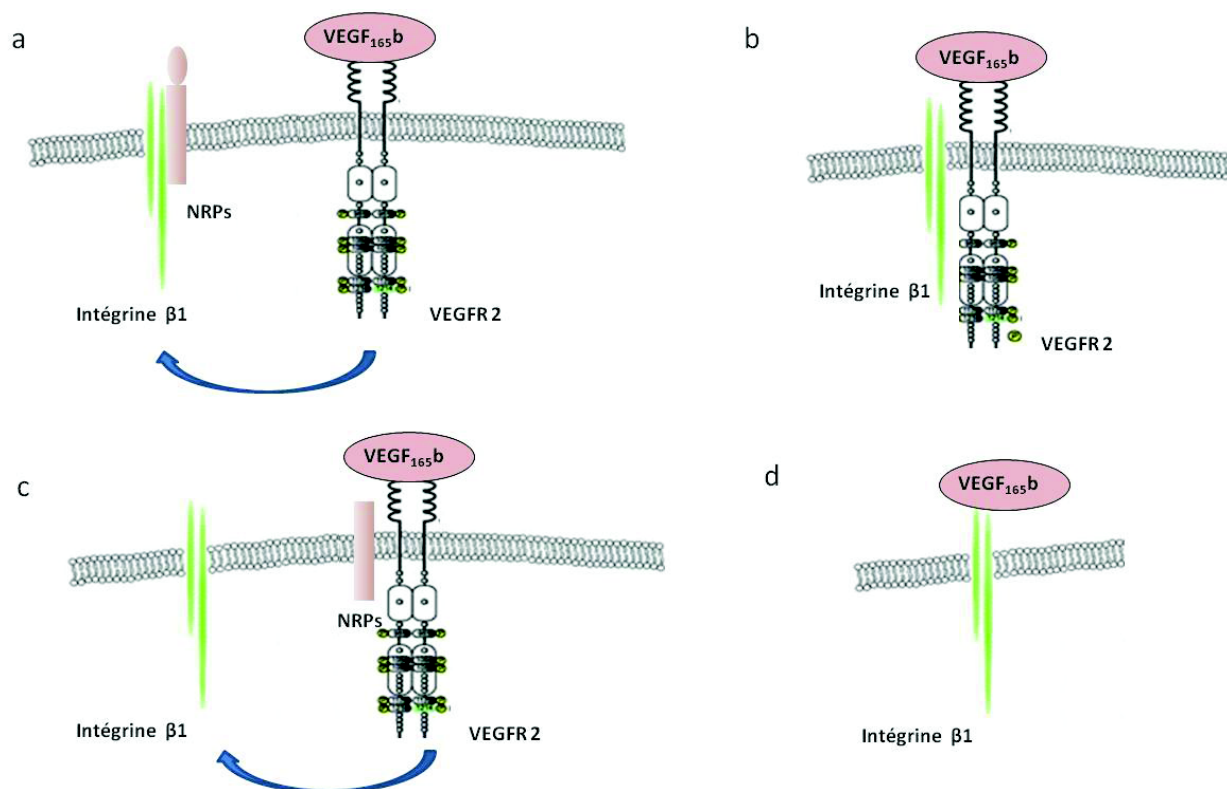 a
VEGF₁₆₅b
NRPs
Intégrine β1
VEGFR 2
b
VEGF₁₆₅b
Intégrine β1
VEGFR 2
c
VEGF₁₆₅b
NRPs
Intégrine β1
VEGFR 2
d
VEGF₁₆₅b
Intégrine β1